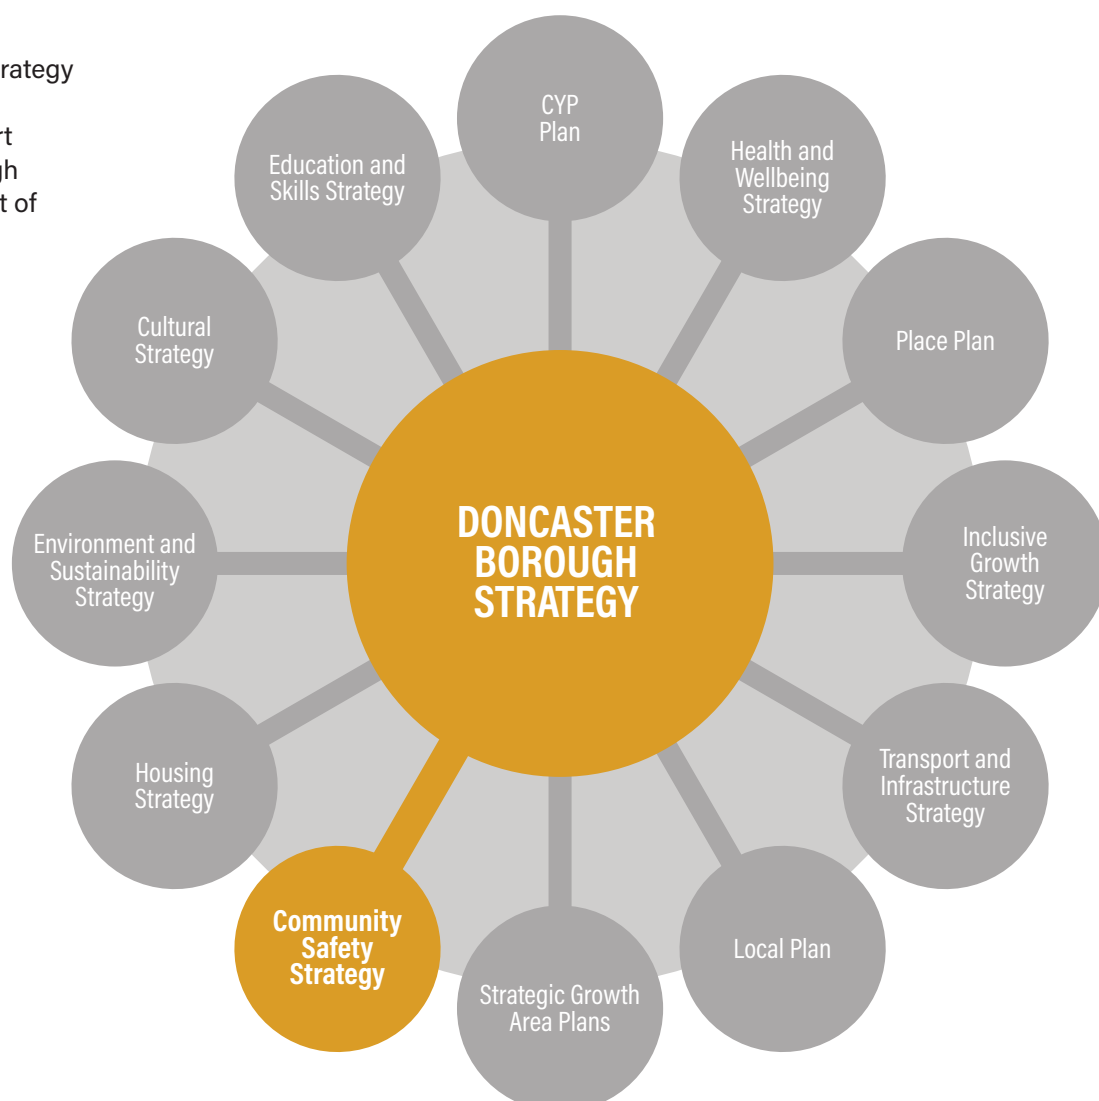 CYP
Plan
Health and
Wellbeing
Strategy
Place Plan
Inclusive
Growth
Strategy
Transport and
Infrastructure
Strategy
Local Plan
Strategic Growth
Area Plans
Community
Safety
Strategy
Housing
Strategy
Environment and
Sustainability
Strategy
Cultural
Strategy
Education and
Skills Strategy
DONCASTER
BOROUGH
STRATEGY
of